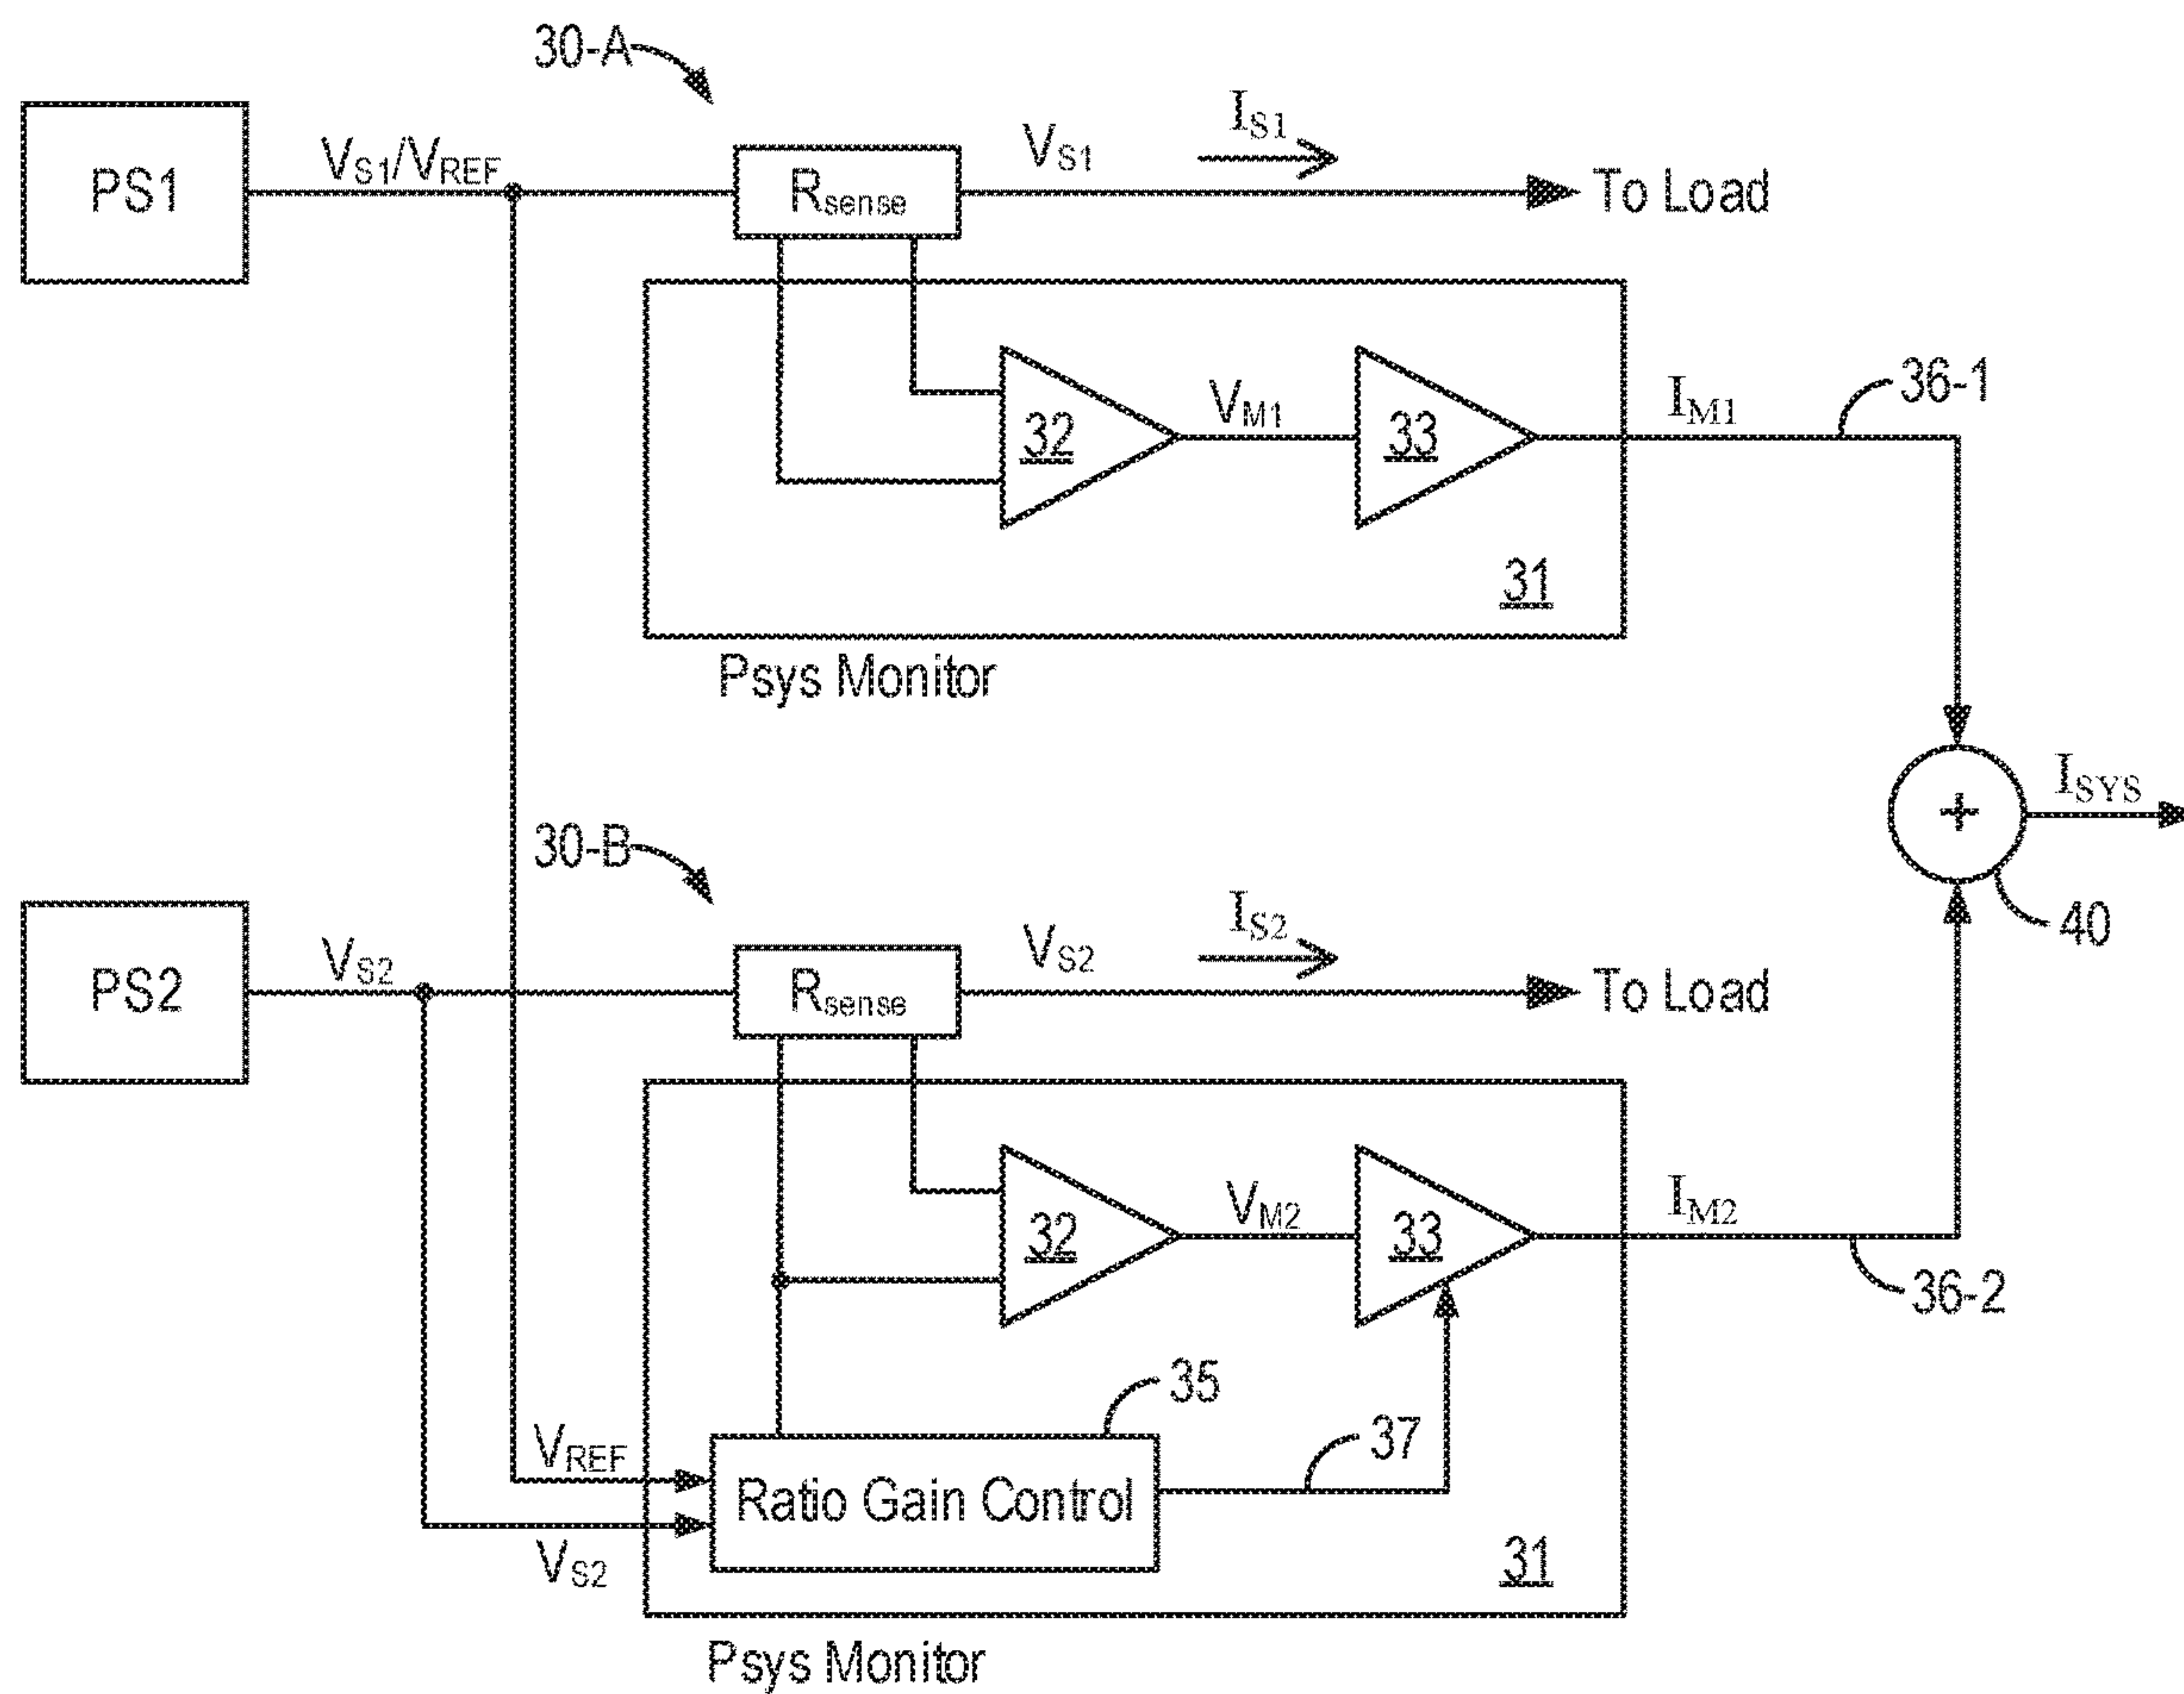 30-A
PS1
VS1/VREF
Rsense
VS1
IS1
To Load
32
VM1
33
IM1
36-1
31
Psys Monitor
+
ISYS
40
30-B
PS2
VS2
Rsense
VS2
IS2
To Load
32
VM2
33
IM2
36-2
35
37
VREF
Ratio Gain Control
VS2
31
Psys Monitor